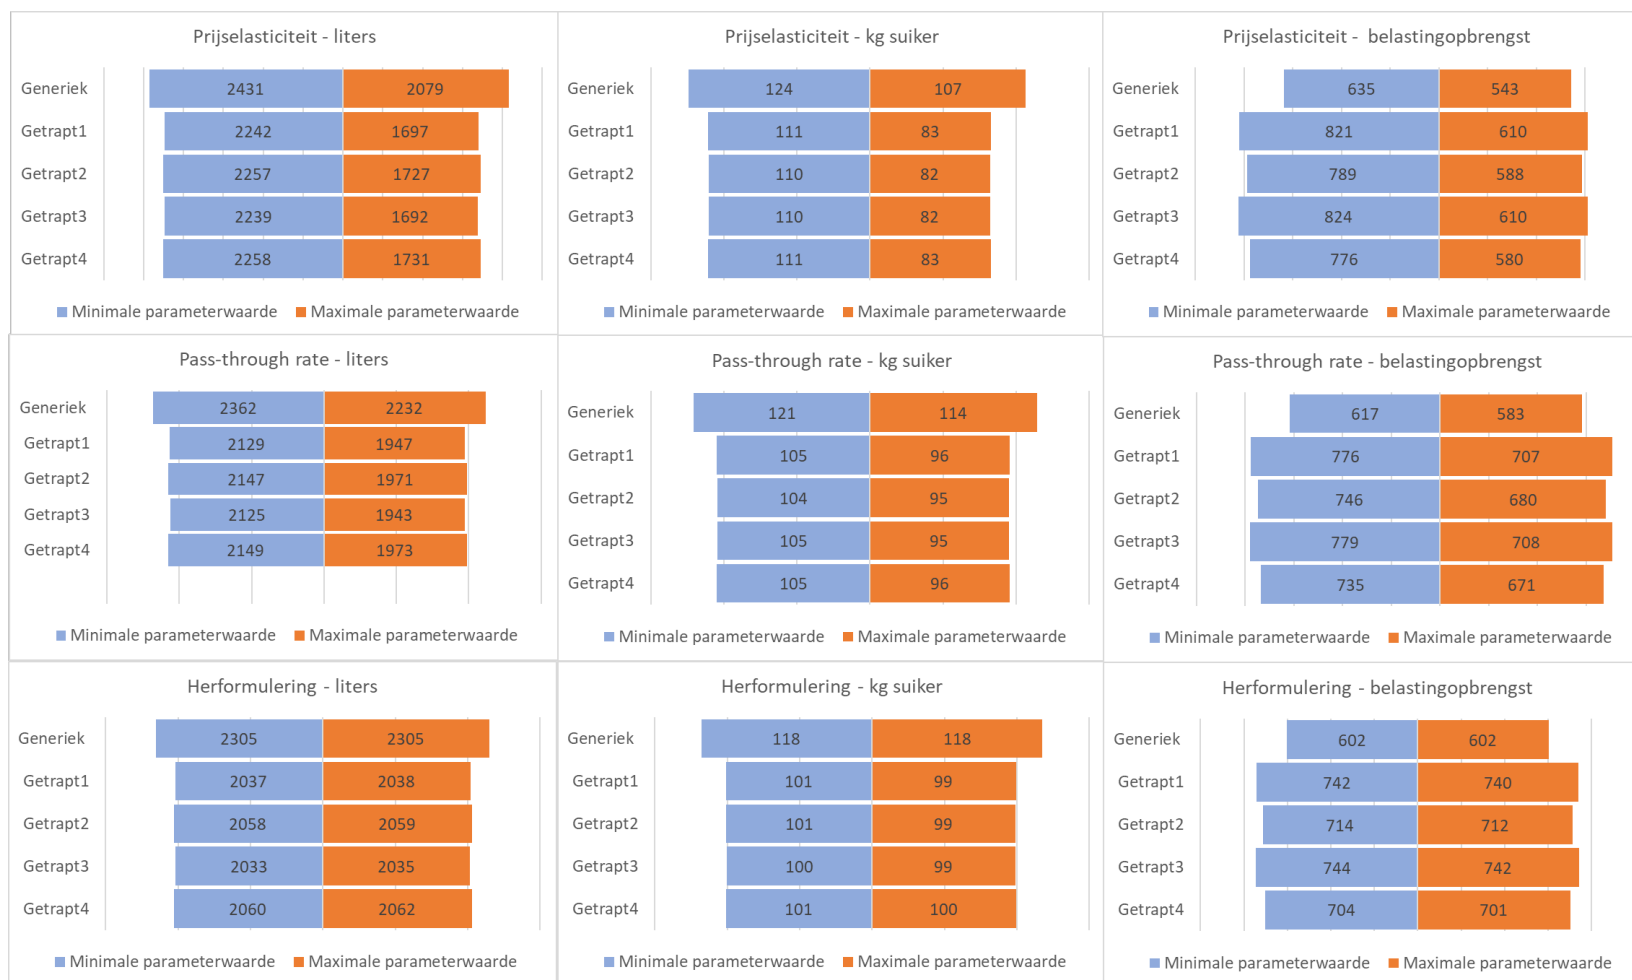 Prijselasticiteit - liters
Generiek 2431 2079
Getrapt1 2242 1697
Getrapt2 2257 1727
Getrapt3 2239 1692
Getrapt4 2258 1731
Minimale parameterwaarde Maximale parameterwaarde
Prijselasticiteit - kg suiker
Generiek 124 107
Getrapt1 111 83
Getrapt2 110 82
Getrapt3 110 82
Getrapt4 111 83
Minimale parameterwaarde Maximale parameterwaarde
Prijselasticiteit - belastingopbrengst
Generiek 635 543
Getrapt1 821 610
Getrapt2 789 588
Getrapt3 824 610
Getrapt4 776 580
Minimale parameterwaarde Maximale parameterwaarde
Pass-through rate - liters
Generiek 2362 2232
Getrapt1 2129 1947
Getrapt2 2147 1971
Getrapt3 2125 1943
Getrapt4 2149 1973
Minimale parameterwaarde Maximale parameterwaarde
Pass-through rate - kg suiker
Generiek 121 114
Getrapt1 105 96
Getrapt2 104 95
Getrapt3 105 95
Getrapt4 105 96
Minimale parameterwaarde Maximale parameterwaarde
Pass-through rate - belastingopbrengst
Generiek 617 583
Getrapt1 776 707
Getrapt2 746 680
Getrapt3 779 708
Getrapt4 735 671
Minimale parameterwaarde Maximale parameterwaarde
Herformulering - liters
Generiek 2305 2305
Getrapt1 2037 2038
Getrapt2 2058 2059
Getrapt3 2033 2035
Getrapt4 2060 2062
Minimale parameterwaarde Maximale parameterwaarde
Herformulering - kg suiker
Generiek 118 118
Getrapt1 101 99
Getrapt2 101 99
Getrapt3 100 99
Getrapt4 101 100
Minimale parameterwaarde Maximale parameterwaarde
Herformulering - belastingopbrengst
Generiek 602 602
Getrapt1 742 740
Getrapt2 714 712
Getrapt3 744 742
Getrapt4 704 701
Minimale parameterwaarde Maximale parameterwaarde